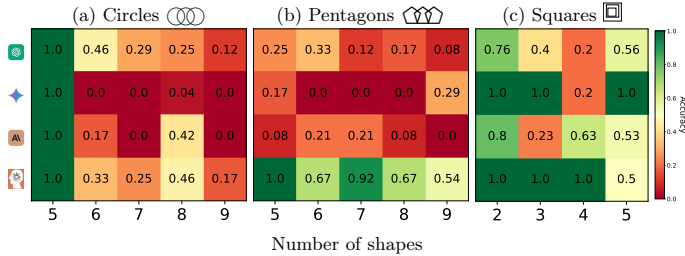 (a) Circles (b) Pentagons (c) Squares
1.0 0.46 0.29 0.25 0.12 0.25 0.33 0.12 0.17 0.08 0.76 0.4 0.2 0.56
1.0 0.0 0.0 0.04 0.0 0.17 0.0 0.0 0.0 0.29 1.0 1.0 0.2 1.0
A\ 1.0 0.17 0.0 0.42 0.0 0.08 0.21 0.21 0.08 0.0 0.8 0.23 0.63 0.53
1.0 0.33 0.25 0.46 0.17 1.0 0.67 0.92 0.67 0.54 1.0 1.0 1.0 0.5
5 6 7 8 9 5 6 7 8 9 2 3 4 5
Number of shapes
1.0
0.8
0.6
0.4
0.2
0.0
Accuracy